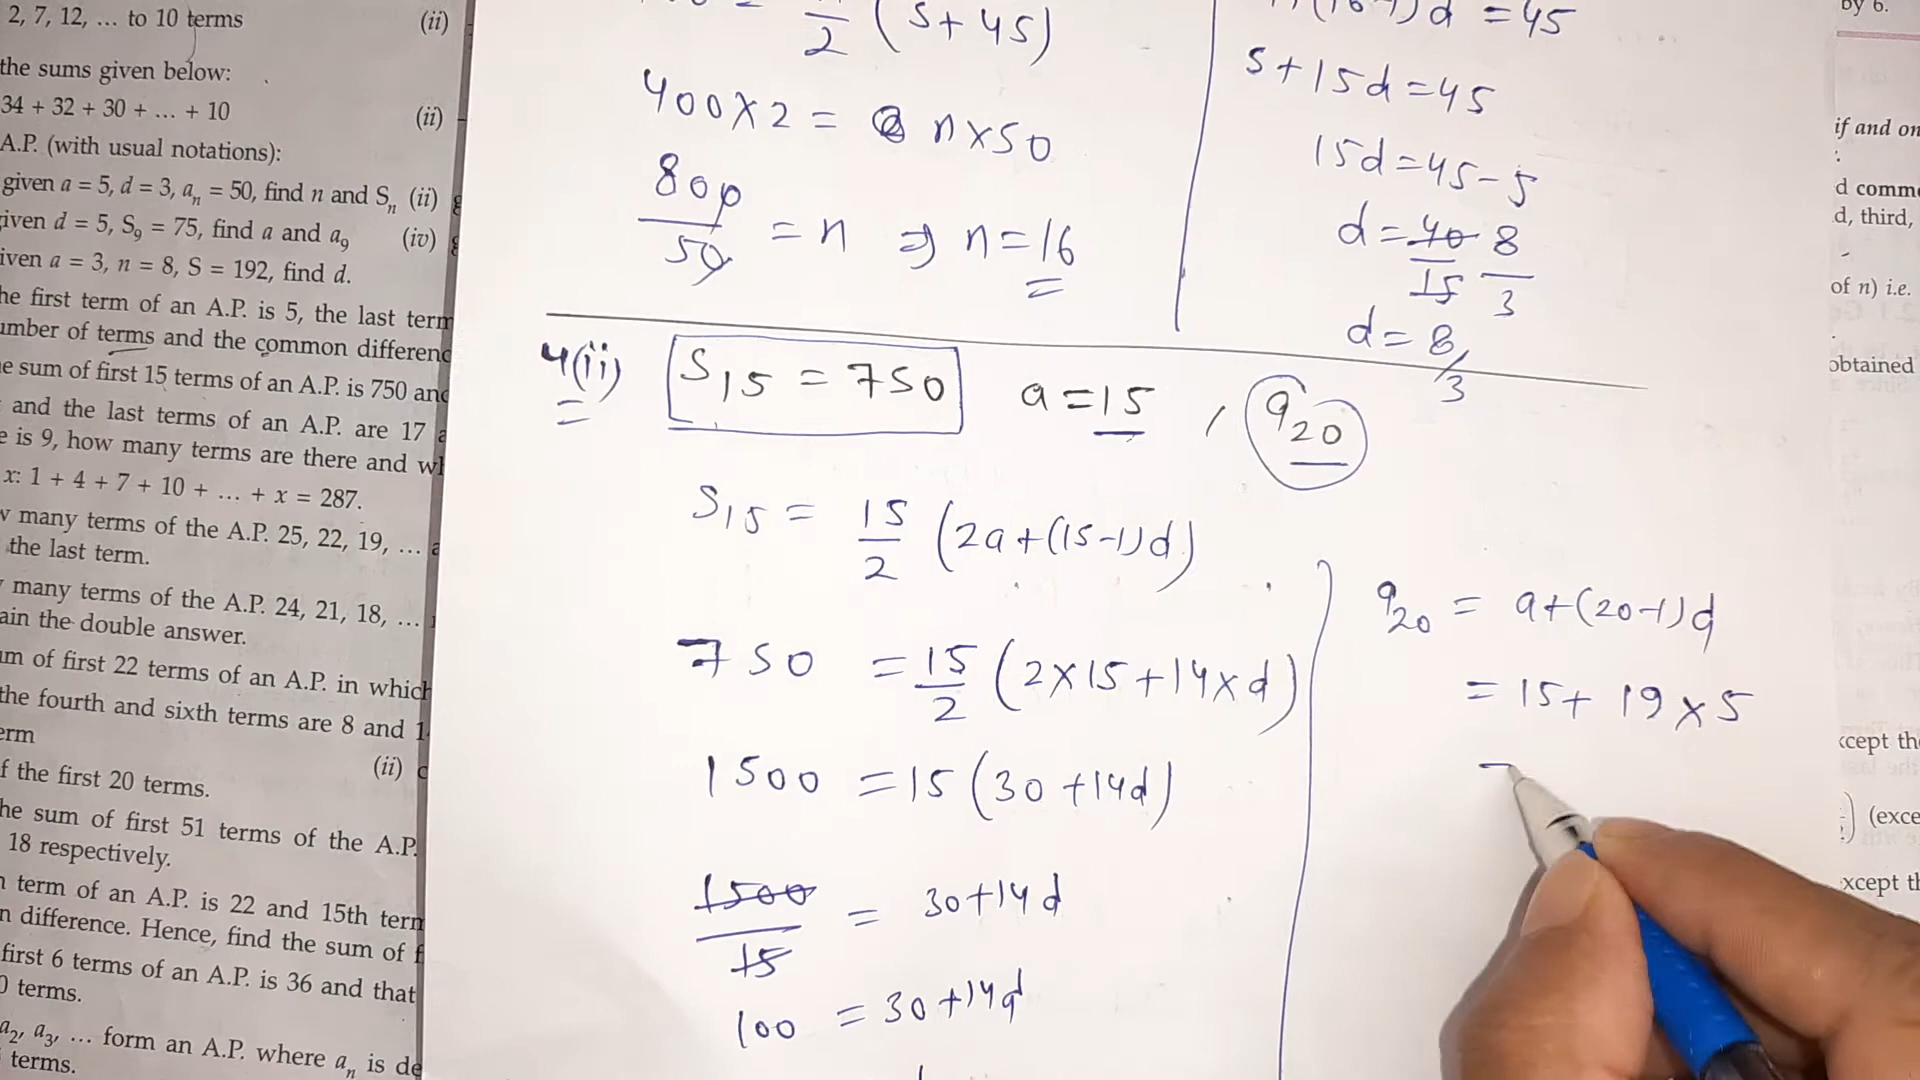 2, 7, 12, ... to 10 terms (ii)
the sums given below:
34 + 32 + 30 + ... + 10 (ii)
A.P. (with usual notations):
given a = 5, d = 3, aₙ = 50, find n and Sₙ (ii)
given d = 5, S₉ = 75, find a and a₉ (iv)
given a = 3, n = 8, S = 192, find d.
he first term of an A.P. is 5, the last term
umber of terms and the common differenc
e sum of first 15 terms of an A.P. is 750 and
and the last terms of an A.P. are 17
e is 9, how many terms are there and wh
x: 1 + 4 + 7 + 10 + ... + x = 287.
w many terms of the A.P. 25, 22, 19, ...
the last term.
many terms of the A.P. 24, 21, 18, ...
ain the double answer.
um of first 22 terms of an A.P. in which
the fourth and sixth terms are 8 and 1
erm (ii)
f the first 20 terms.
he sum of first 51 terms of the A.P.
18 respectively.
term of an A.P. is 22 and 15th term
n difference. Hence, find the sum of f
first 6 terms of an A.P. is 36 and that
0 terms.
a₂, a₃, ... form an A.P. where aₙ is de
terms.
/2 (5+45)
400×2 = n×50
800/50 = n ⇒ n=16
(16-1)d = 45
5+15d=45
15d=45-5
d=40/15 8/3
d=8/3
4(ii) S₁₅ = 750 a=15 , a₂₀
S₁₅ = 15/2 (2a+(15-1)d)
750 = 15/2 (2×15+14×d)
1500 = 15(30+14d)
1500/15 = 30+14d
100 = 30+14d
a₂₀ = a+(20-1)d
= 15+19×5
by 6.
if and on
d comm
d, third,
of n) i.e.
obtained
xcept th
(exce
xcept th